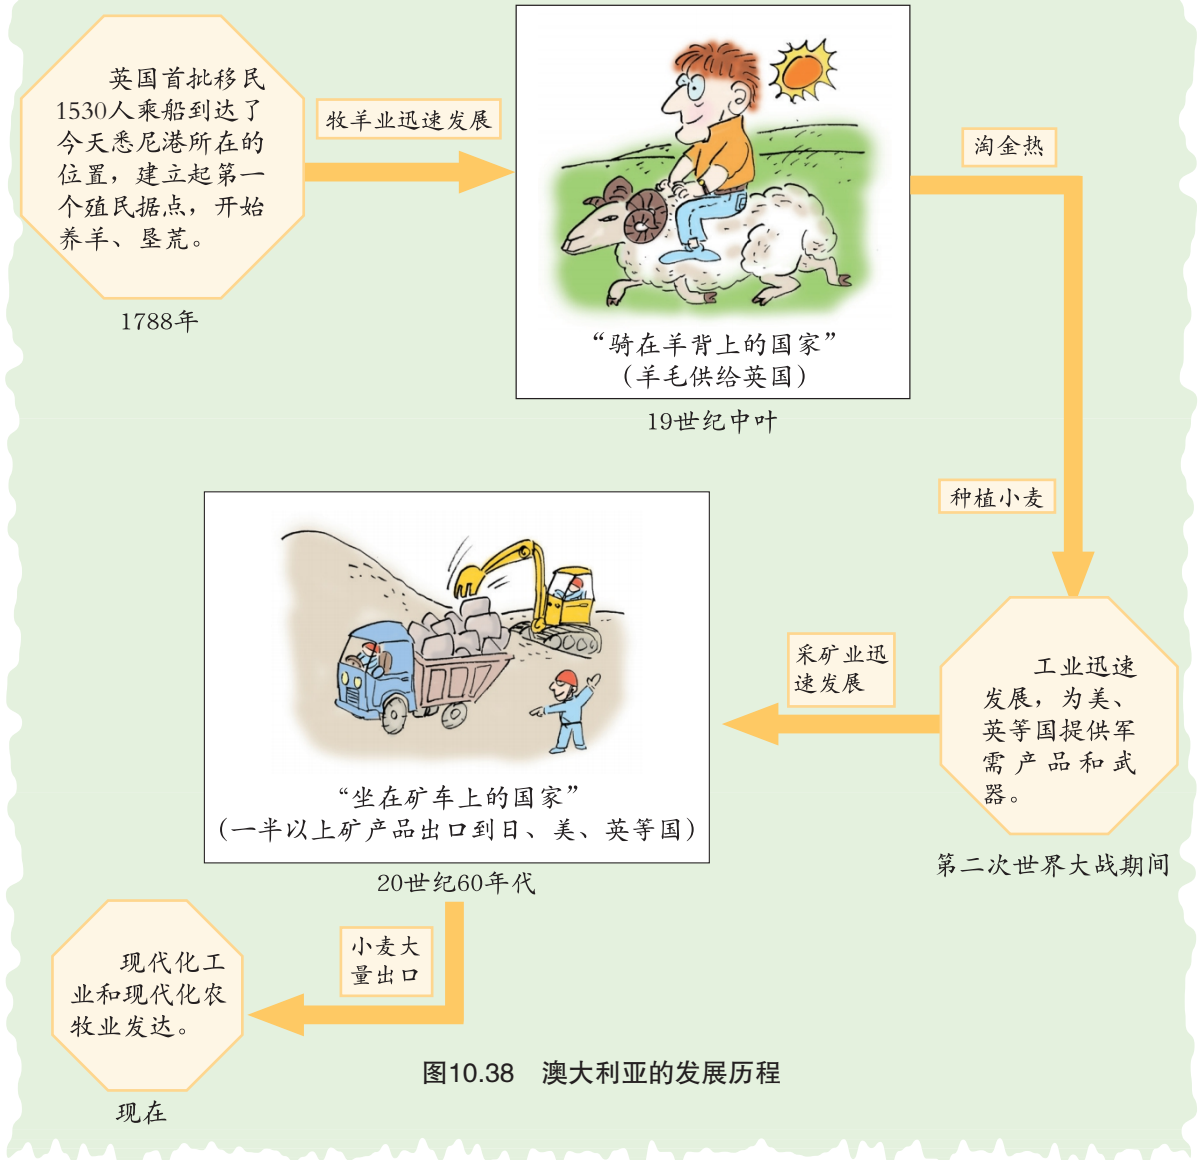 英国首批移民
1530人乘船到达了
今天悉尼港所在的
位置，建立起第一
个殖民据点，开始
养羊、垦荒。
1788年
牧羊业迅速发展
“骑在羊背上的国家”
（羊毛供给英国）
19世纪中叶
淘金热
种植小麦
工业迅速
发展，为美、
英等国提供军
需产品和武
器。
第二次世界大战期间
采矿业迅
速发展
“坐在矿车上的国家”
（一半以上矿产品出口到日、美、英等国）
20世纪60年代
小麦大
量出口
现代化工
业和现代化农
牧业发达。
现在
图10.38 澳大利亚的发展历程